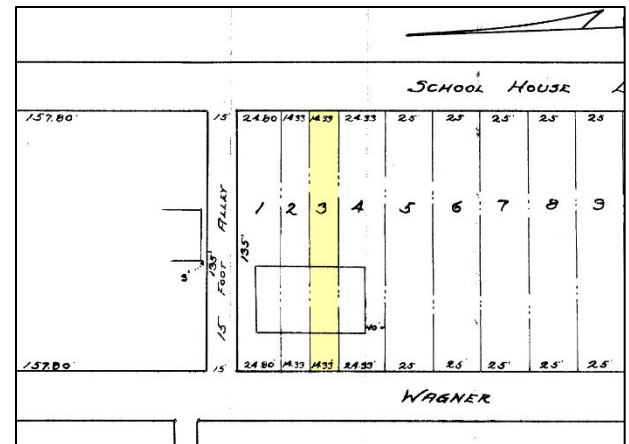 SCHOOL HOUSE
157.80' 15' 24.80 14.33 14.33 24.33 25' 25' 25' 25' 25
1 2 3 4 5 6 7 8 9
15 FOOT ALLEY
135'
135'
157.80 15' 24.80' 14.33 14.33' 24.33' 25' 25' 25' 25' 25'
WAGNER